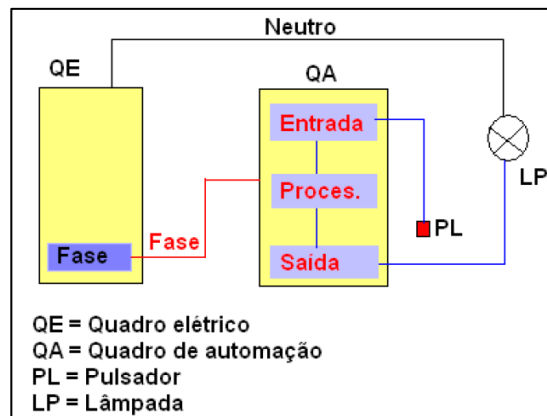 Neutro
QE
QA
Entrada
LP
Proces.
PL
Fase
Fase
Saída
QE = Quadro elétrico
QA = Quadro de automação
PL = Pulsador
LP = Lâmpada